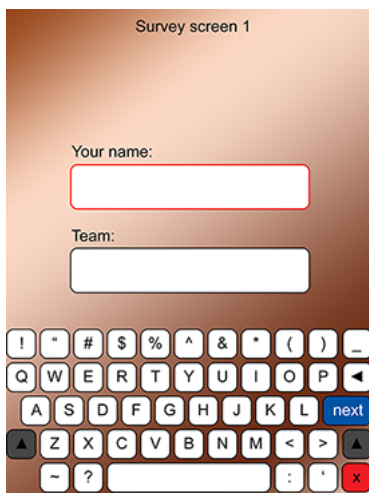 Survey screen 1
Your name:
Team:
! " # $ % ^ & * ( ) _
Q W E R T Y U I O P ◄
A S D F G H J K L next
▲ Z X C V B N M < > ▲
~ ? : ' x